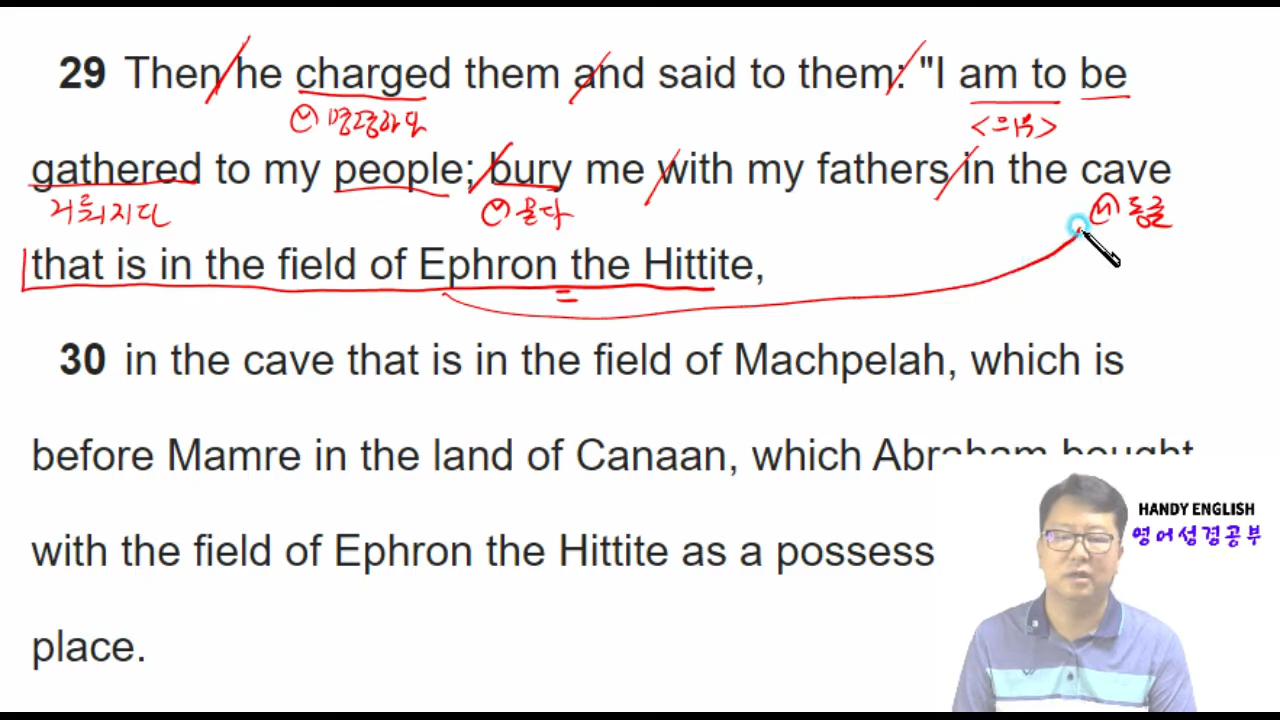 29 Then he charged them and said to them: "I am to be
ⓥ 명령하다
<의무>
gathered to my people; bury me with my fathers in the cave
거둬지다
ⓥ 묻다
ⓝ 동굴
that is in the field of Ephron the Hittite,
30 in the cave that is in the field of Machpelah, which is
before Mamre in the land of Canaan, which Abraham bought
HANDY ENGLISH
영어성경공부
with the field of Ephron the Hittite as a possess
place.